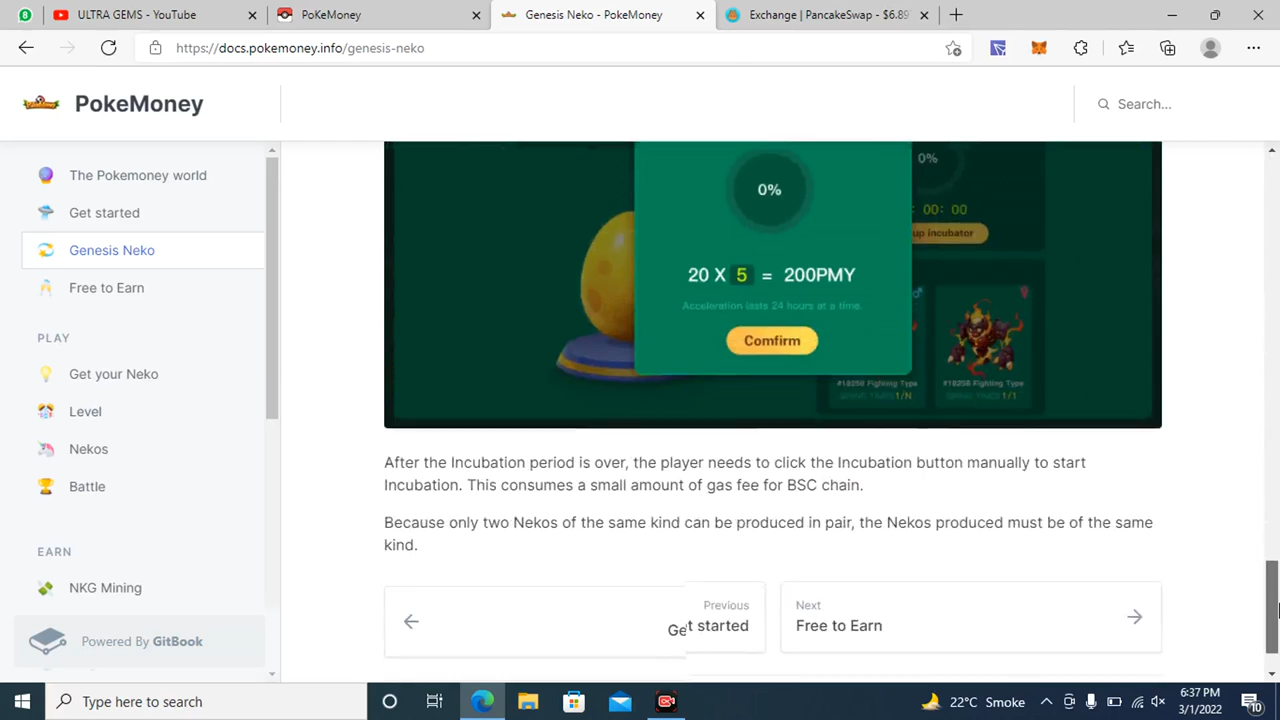 8
ULTRA GEMS - YouTube
PoKeMoney
Genesis Neko - PokeMoney
Exchange | PancakeSwap - $6.89
https://docs.pokemoney.info/genesis-neko
PokeMoney
Search...
The Pokemoney world
Get started
Genesis Neko
Free to Earn
PLAY
Get your Neko
Level
Nekos
Battle
EARN
NKG Mining
Powered By GitBook
0%
0%
: 00 : 00
up incubator
20 X 5 = 200PMY
Acceleration lasts 24 hours at a time.
Comfirm
#18258 Fighting Type
#18258 Fighting Type
1/N
1/1
After the Incubation period is over, the player needs to click the Incubation button manually to start
Incubation. This consumes a small amount of gas fee for BSC chain.
Because only two Nekos of the same kind can be produced in pair, the Nekos produced must be of the same
kind.
Previous
Get started
Next
Free to Earn
Type here to search
22°C Smoke
6:37 PM
3/1/2022
10